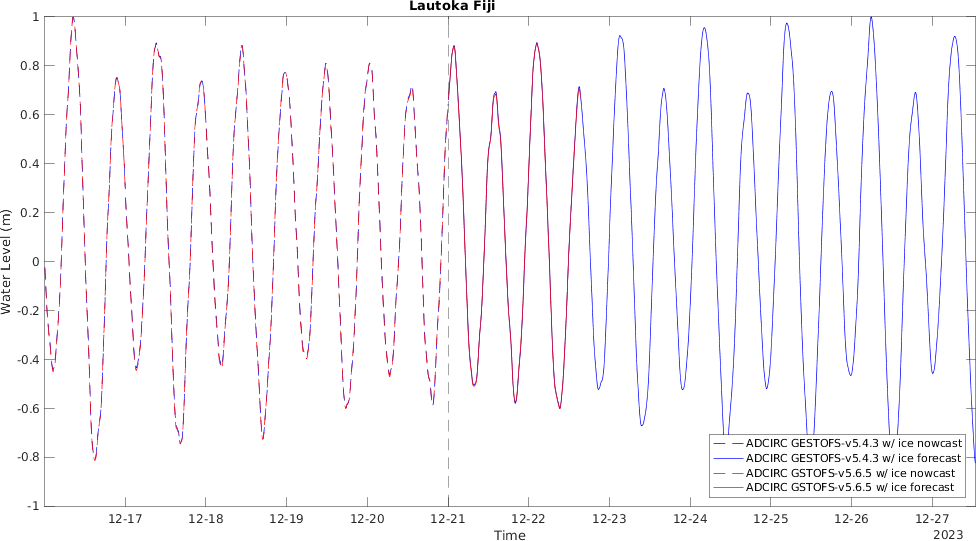 Lautoka Fiji
1
0.8
0.6
0.4
0.2
0
-0.2
-0.4
-0.6
-0.8
-1
Water Level (m)
ADCIRC GESTOFS-v5.4.3 w/ ice nowcast
ADCIRC GESTOFS-v5.4.3 w/ ice forecast
ADCIRC GSTOFS-v5.6.5 w/ ice nowcast
ADCIRC GSTOFS-v5.6.5 w/ ice forecast
12-17 12-18 12-19 12-20 12-21 12-22 12-23 12-24 12-25 12-26 12-27
Time
2023